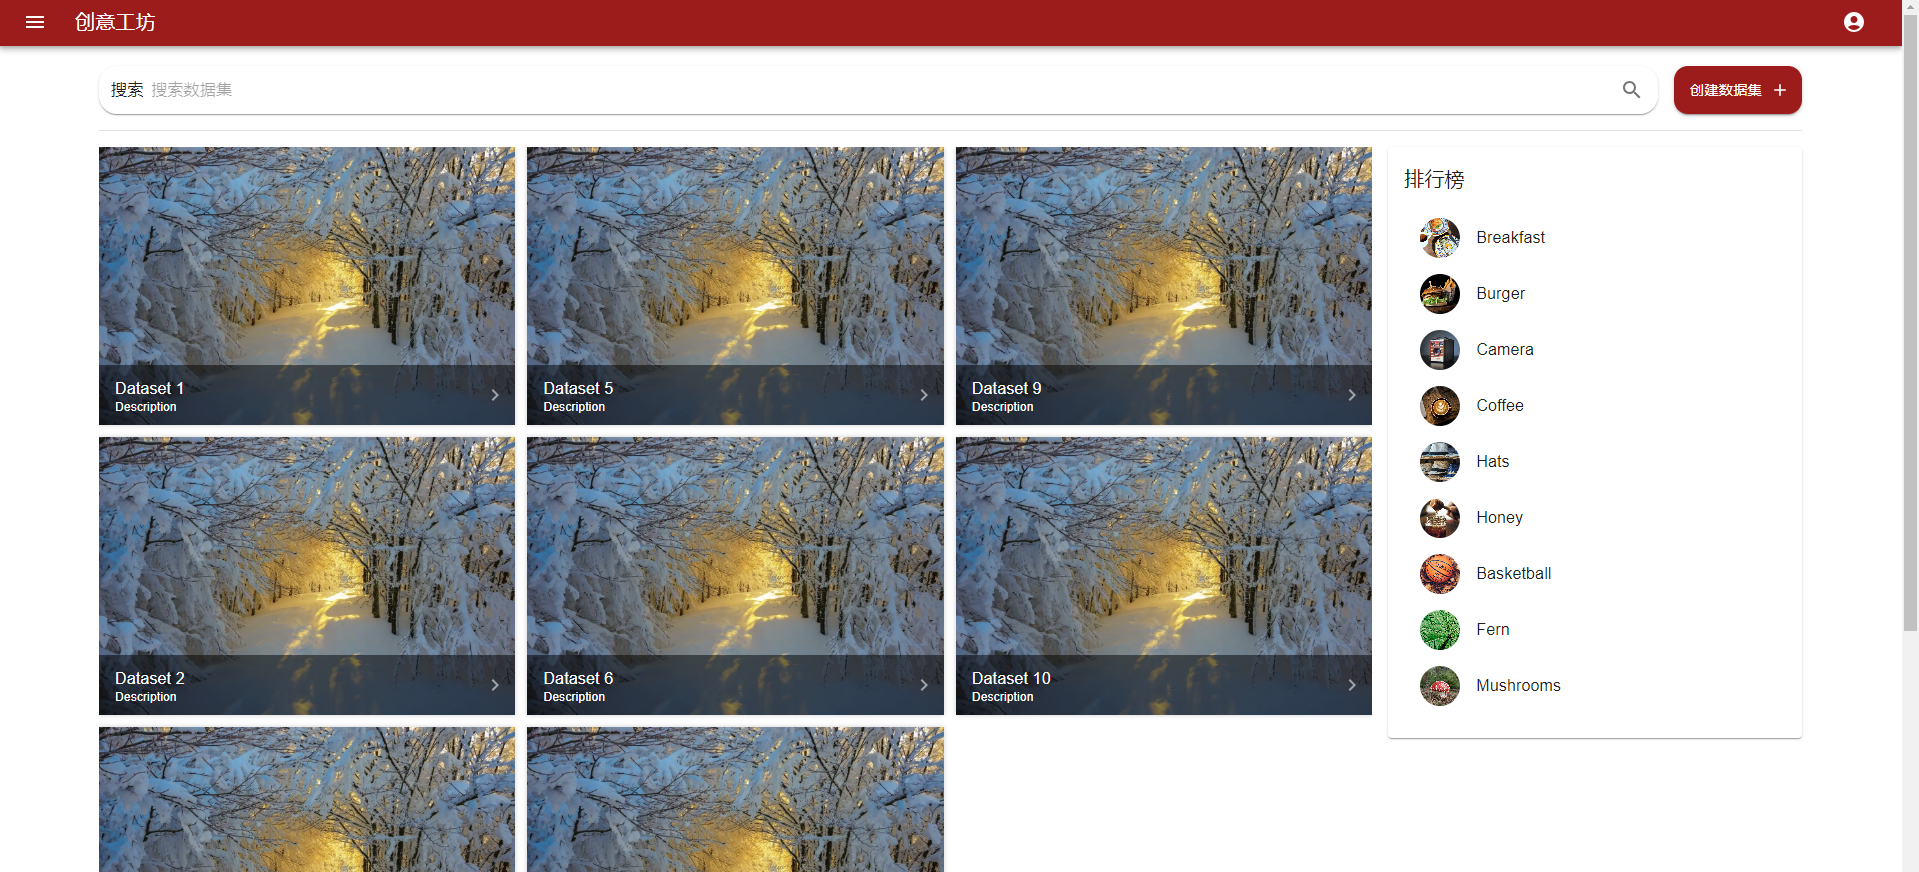 创意工坊
搜索 搜索数据集
创建数据集
Dataset 1
Description
Dataset 5
Description
Dataset 9
Description
Dataset 2
Description
Dataset 6
Description
Dataset 10
Description
排行榜
Breakfast
Burger
Camera
Coffee
Hats
Honey
Basketball
Fern
Mushrooms